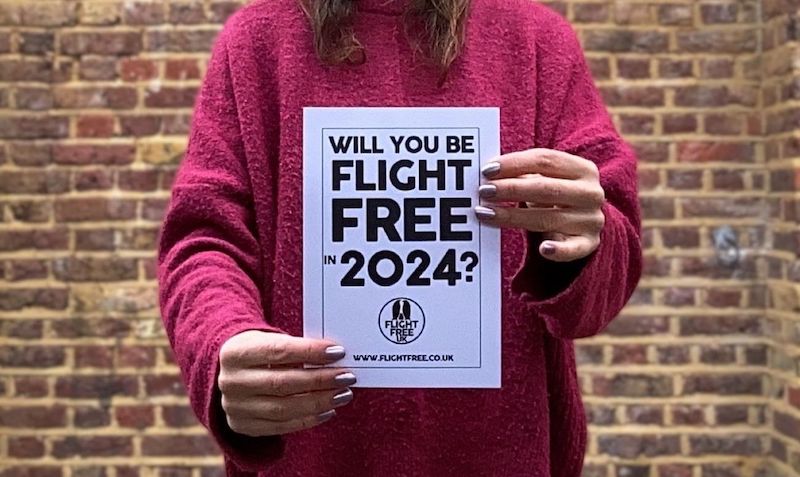 WILL YOU BE
FLIGHT
FREE
IN 2024?
FLIGHT
FREE
UK
WWW.FLIGHTFREE.CO.UK